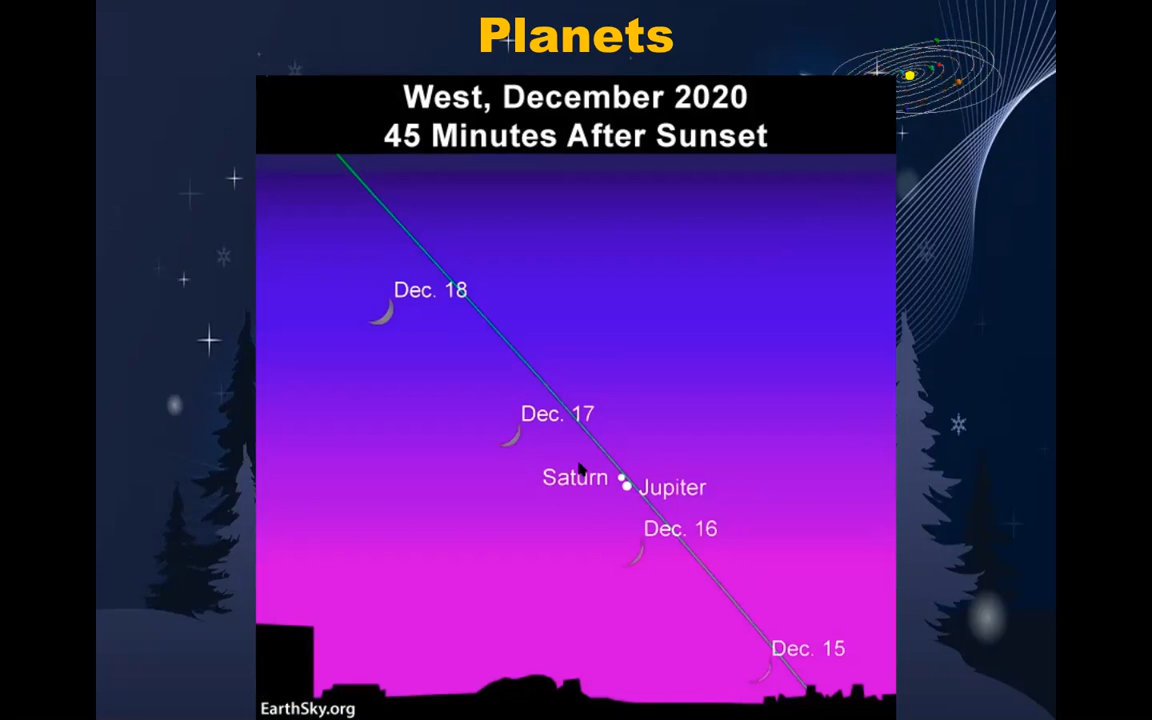 Planets
West, December 2020
45 Minutes After Sunset
Dec. 18
Dec. 17
Saturn
Jupiter
Dec. 16
Dec. 15
EarthSky.org